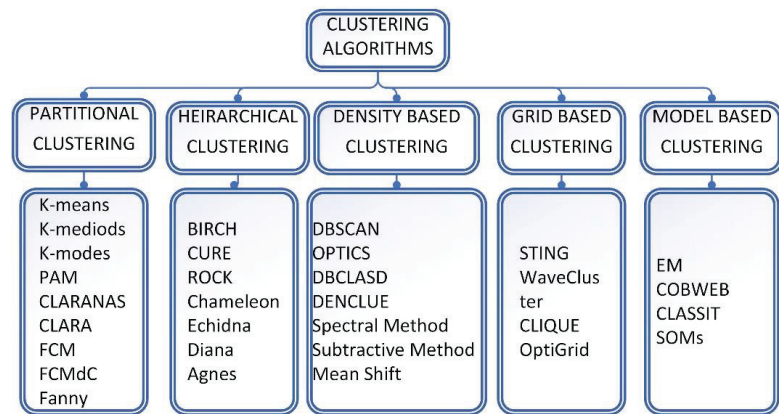 CLUSTERING
ALGORITHMS
PARTITIONAL
CLUSTERING
HEIRARCHICAL
CLUSTERING
DENSITY BASED
CLUSTERING
GRID BASED
CLUSTERING
MODEL BASED
CLUSTERING
K-means
K-mediods
K-modes
PAM
CLARANAS
CLARA
FCM
FCMdC
Fanny
BIRCH
CURE
ROCK
Chameleon
Echidna
Diana
Agnes
DBSCAN
OPTICS
DBCLASD
DENCLUE
Spectral Method
Subtractive Method
Mean Shift
STING
WaveClus
ter
CLIQUE
OptiGrid
EM
COBWEB
CLASSIT
SOMs